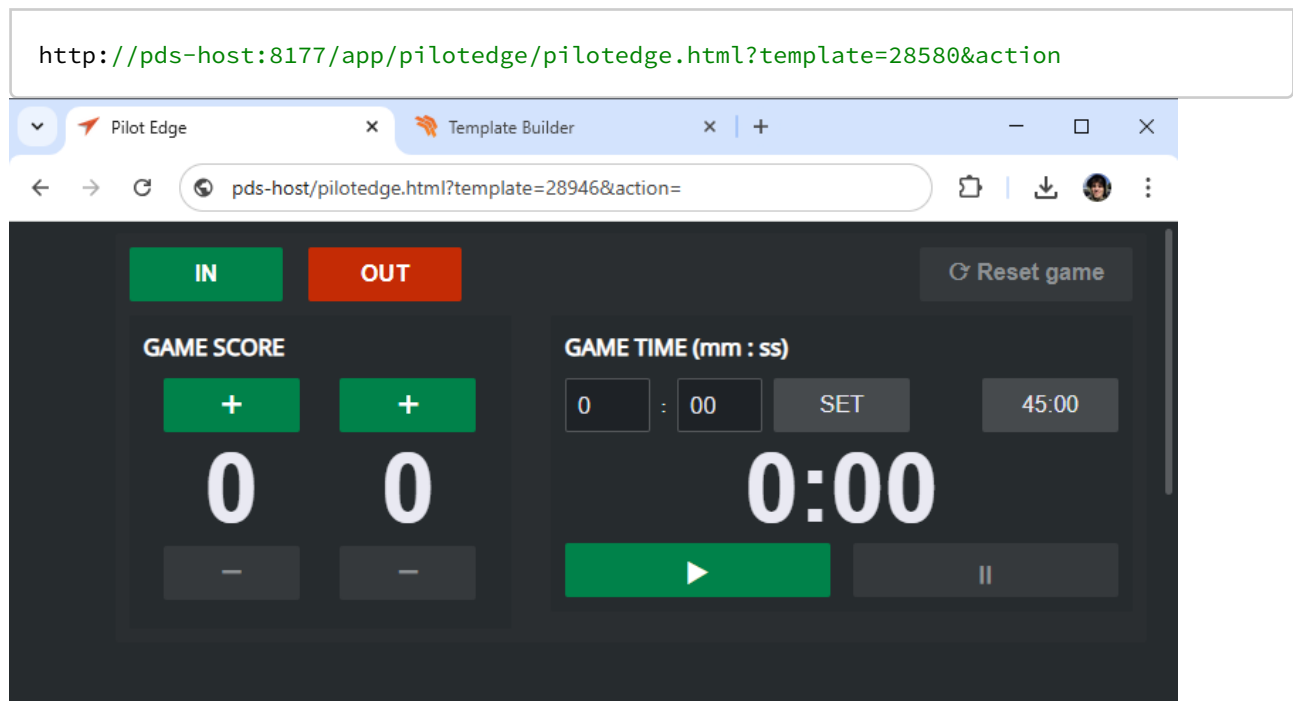 http://pds-host:8177/app/pilotedge/pilotedge.html?template=28580&action
Pilot Edge Template Builder
pds-host/pilotedge.html?template=28946&action=
IN OUT Reset game
GAME SCORE GAME TIME (mm : ss)
+ + 0 : 00 SET 45:00
0 0 0:00
− −